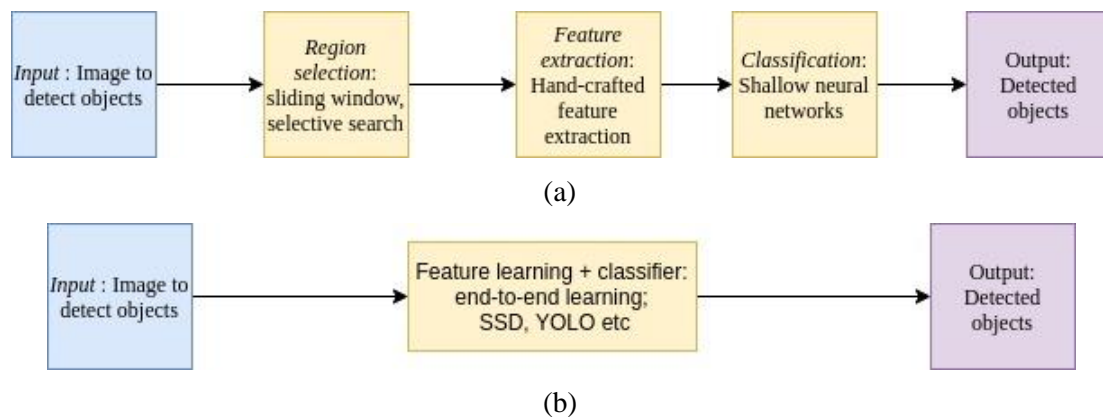 Input : Image to
detect objects
Region
selection:
sliding window,
selective search
Feature
extraction:
Hand-crafted
feature
extraction
Classification:
Shallow neural
networks
Output:
Detected
objects
(a)
Input : Image to
detect objects
Feature learning + classifier:
end-to-end learning;
SSD, YOLO etc
Output:
Detected
objects
(b)